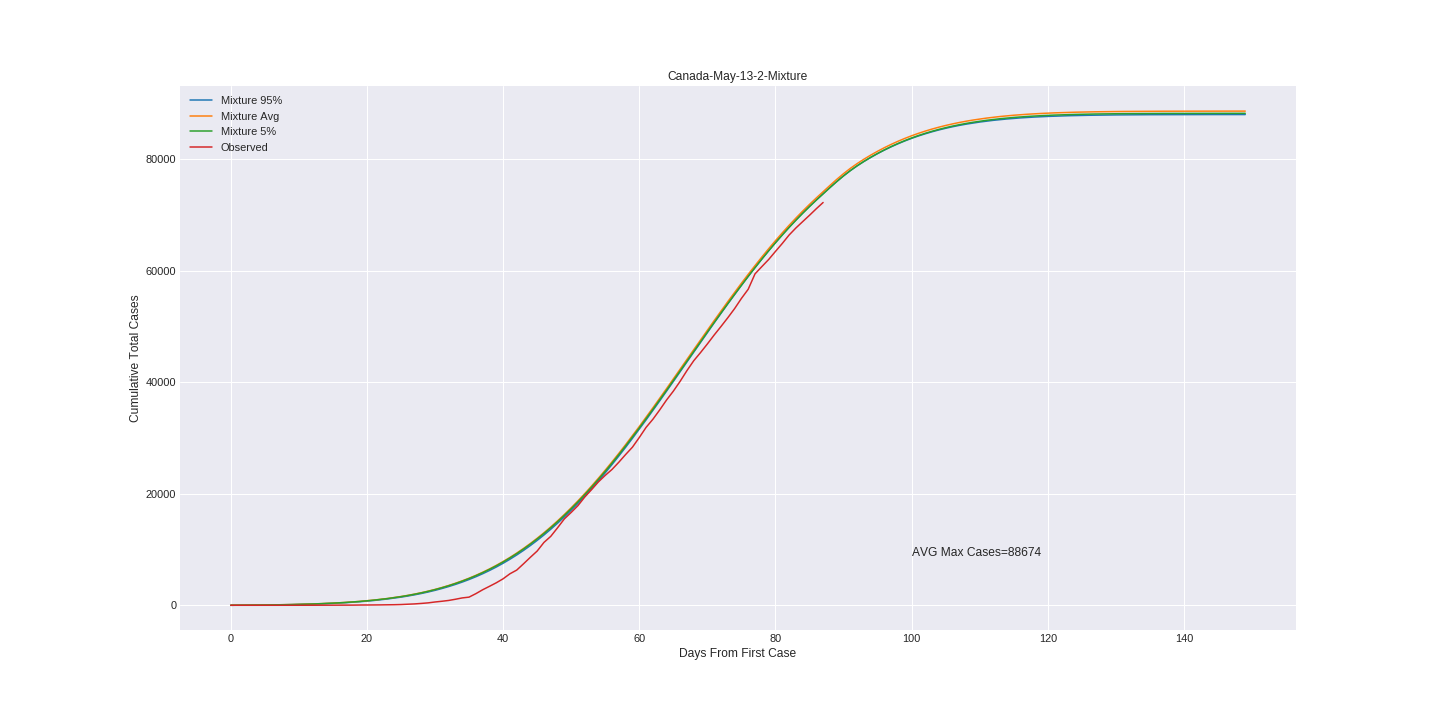 Canada-May-13-2-Mixture
Mixture 95%
Mixture Avg
Mixture 5%
Observed
Cumulative Total Cases
80000
60000
40000
20000
0
AVG Max Cases=88674
0 20 40 60 80 100 120 140
Days From First Case